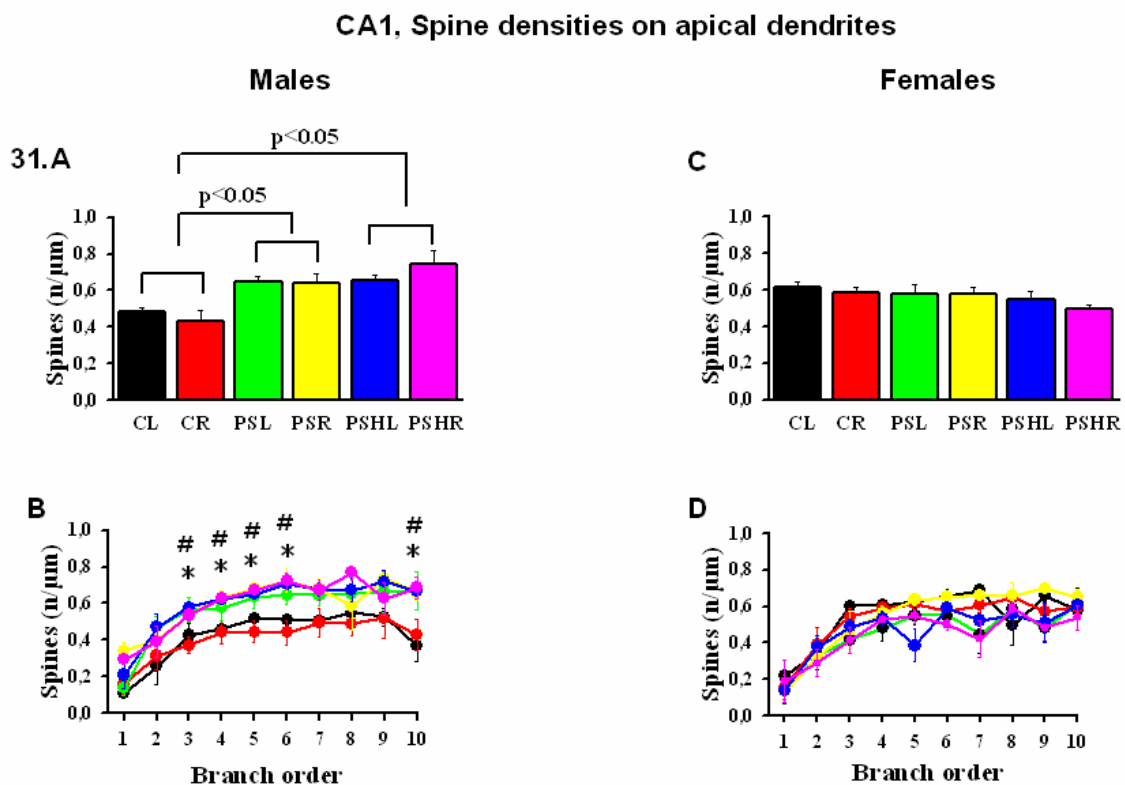 CA1, Spine densities on apical dendrites
Males
Females
31.A
p<0.05
p<0.05
Spines (n/µm)
1,0
0,8
0,6
0,4
0,2
0,0
CL CR PSL PSR PSHL PSHR
C
Spines (n/µm)
1,0
0,8
0,6
0,4
0,2
0,0
CL CR PSL PSR PSHL PSHR
B
Spines (n/µm)
1,0
0,8
0,6
0,4
0,2
0,0
# # # # #
* * * * *
1 2 3 4 5 6 7 8 9 10
Branch order
D
Spines (n/µm)
1,0
0,8
0,6
0,4
0,2
0,0
1 2 3 4 5 6 7 8 9 10
Branch order